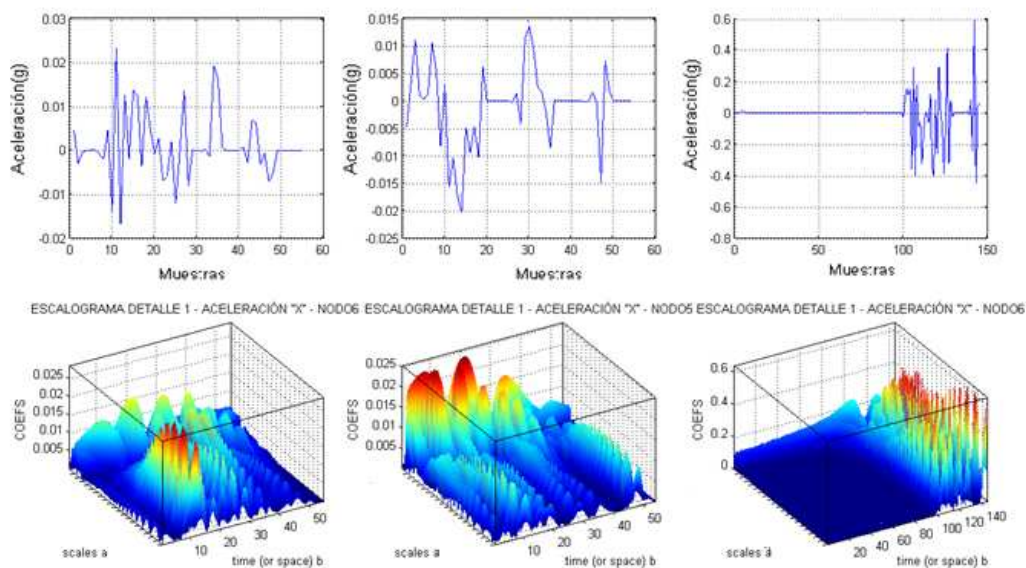 0.03
0.02
0.01
0
-0.01
-0.02
Aceleración(g)
0 10 20 30 40 50 60
Muestras
0.015
0.01
0.005
0
-0.005
-0.01
-0.015
-0.02
-0.025
Aceleración(g)
0 10 20 30 40 50 60
Muestras
0.6
0.4
0.2
0
-0.2
-0.4
-0.6
-0.8
Aceleración(g)
0 50 100 150
Muestras
ESCALOGRAMA DETALLE 1 - ACELERACIÓN "X" - NODO6
0.025
0.02
0.015
0.01
0.005
COEFS
scales a
10 20 30 40 50
time (or space) b
ESCALOGRAMA DETALLE 1 - ACELERACIÓN "X" - NODO5
0.025
0.02
0.015
0.01
0.005
COEFS
scales a
10 20 30 40 50
time (or space) b
ESCALOGRAMA DETALLE 1 - ACELERACIÓN "X" - NODO6
0.6
0.4
0.2
0
COEFS
scales a
20 40 60 80 100 120 140
time (or space) b